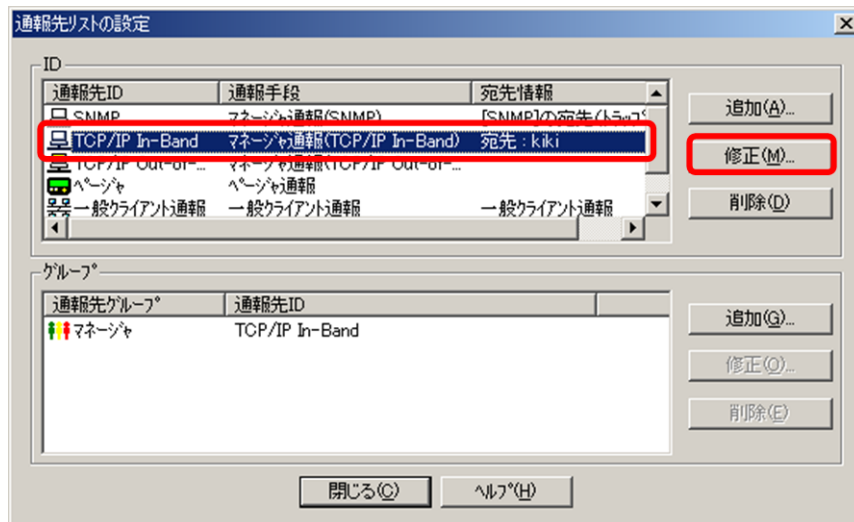 通報先リストの設定
ID
通報先ID 通報手段 宛先情報
SNMP マネージャ通報(SNMP) [SNMP]の宛先(トラップ
TCP/IP In-Band マネージャ通報(TCP/IP In-Band) 宛先:kiki
TCP/IP Out-of-... マネージャ通報(TCP/IP Out-of-...
ページャ ページャ通報
一般クライアント通報 一般クライアント通報 一般クライアント通報
追加(A)...
修正(M)...
削除(D)
グループ
通報先グループ 通報先ID
マネージャ TCP/IP In-Band
追加(G)...
修正(O)...
削除(E)
閉じる(C) ヘルプ(H)